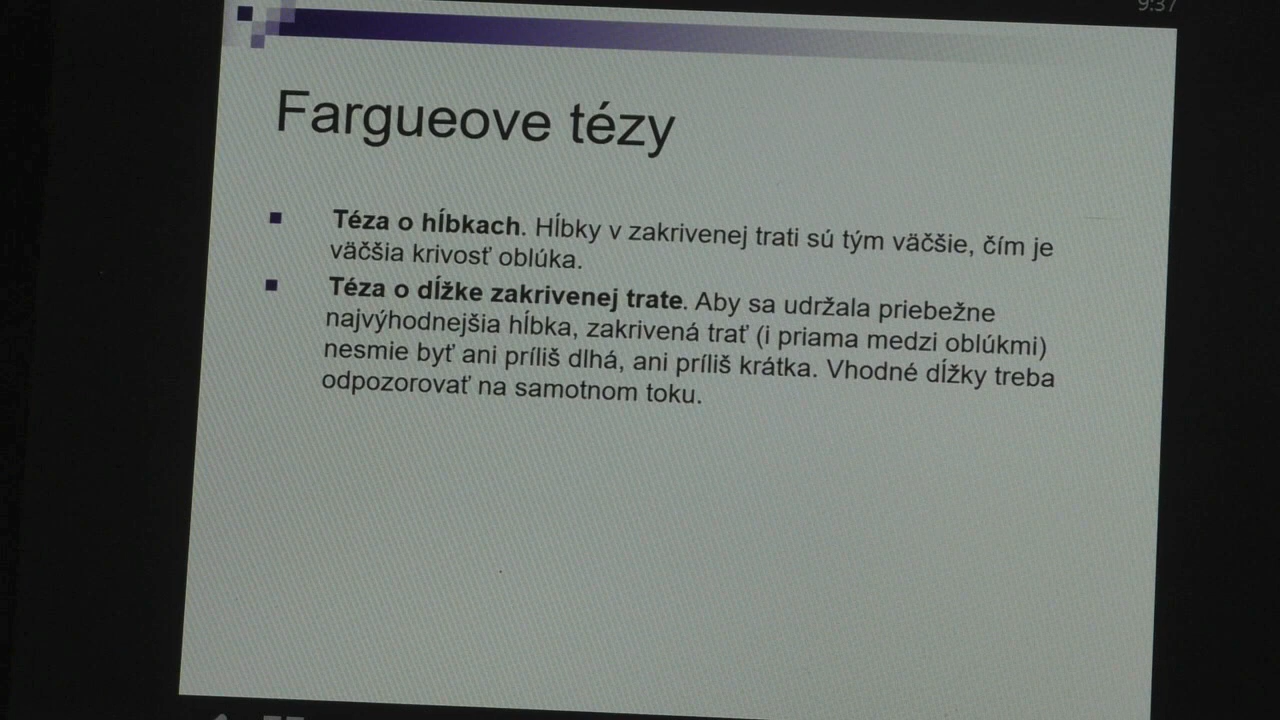 9:37
Fargueove tézy
Téza o hĺbkach. Hĺbky v zakrivenej trati sú tým väčšie, čím je
väčšia krivosť oblúka.
Téza o dĺžke zakrivenej trate. Aby sa udržala priebežne
najvýhodnejšia hĺbka, zakrivená trať (i priama medzi oblúkmi)
nesmie byť ani príliš dlhá, ani príliš krátka. Vhodné dĺžky treba
odpozorovať na samotnom toku.